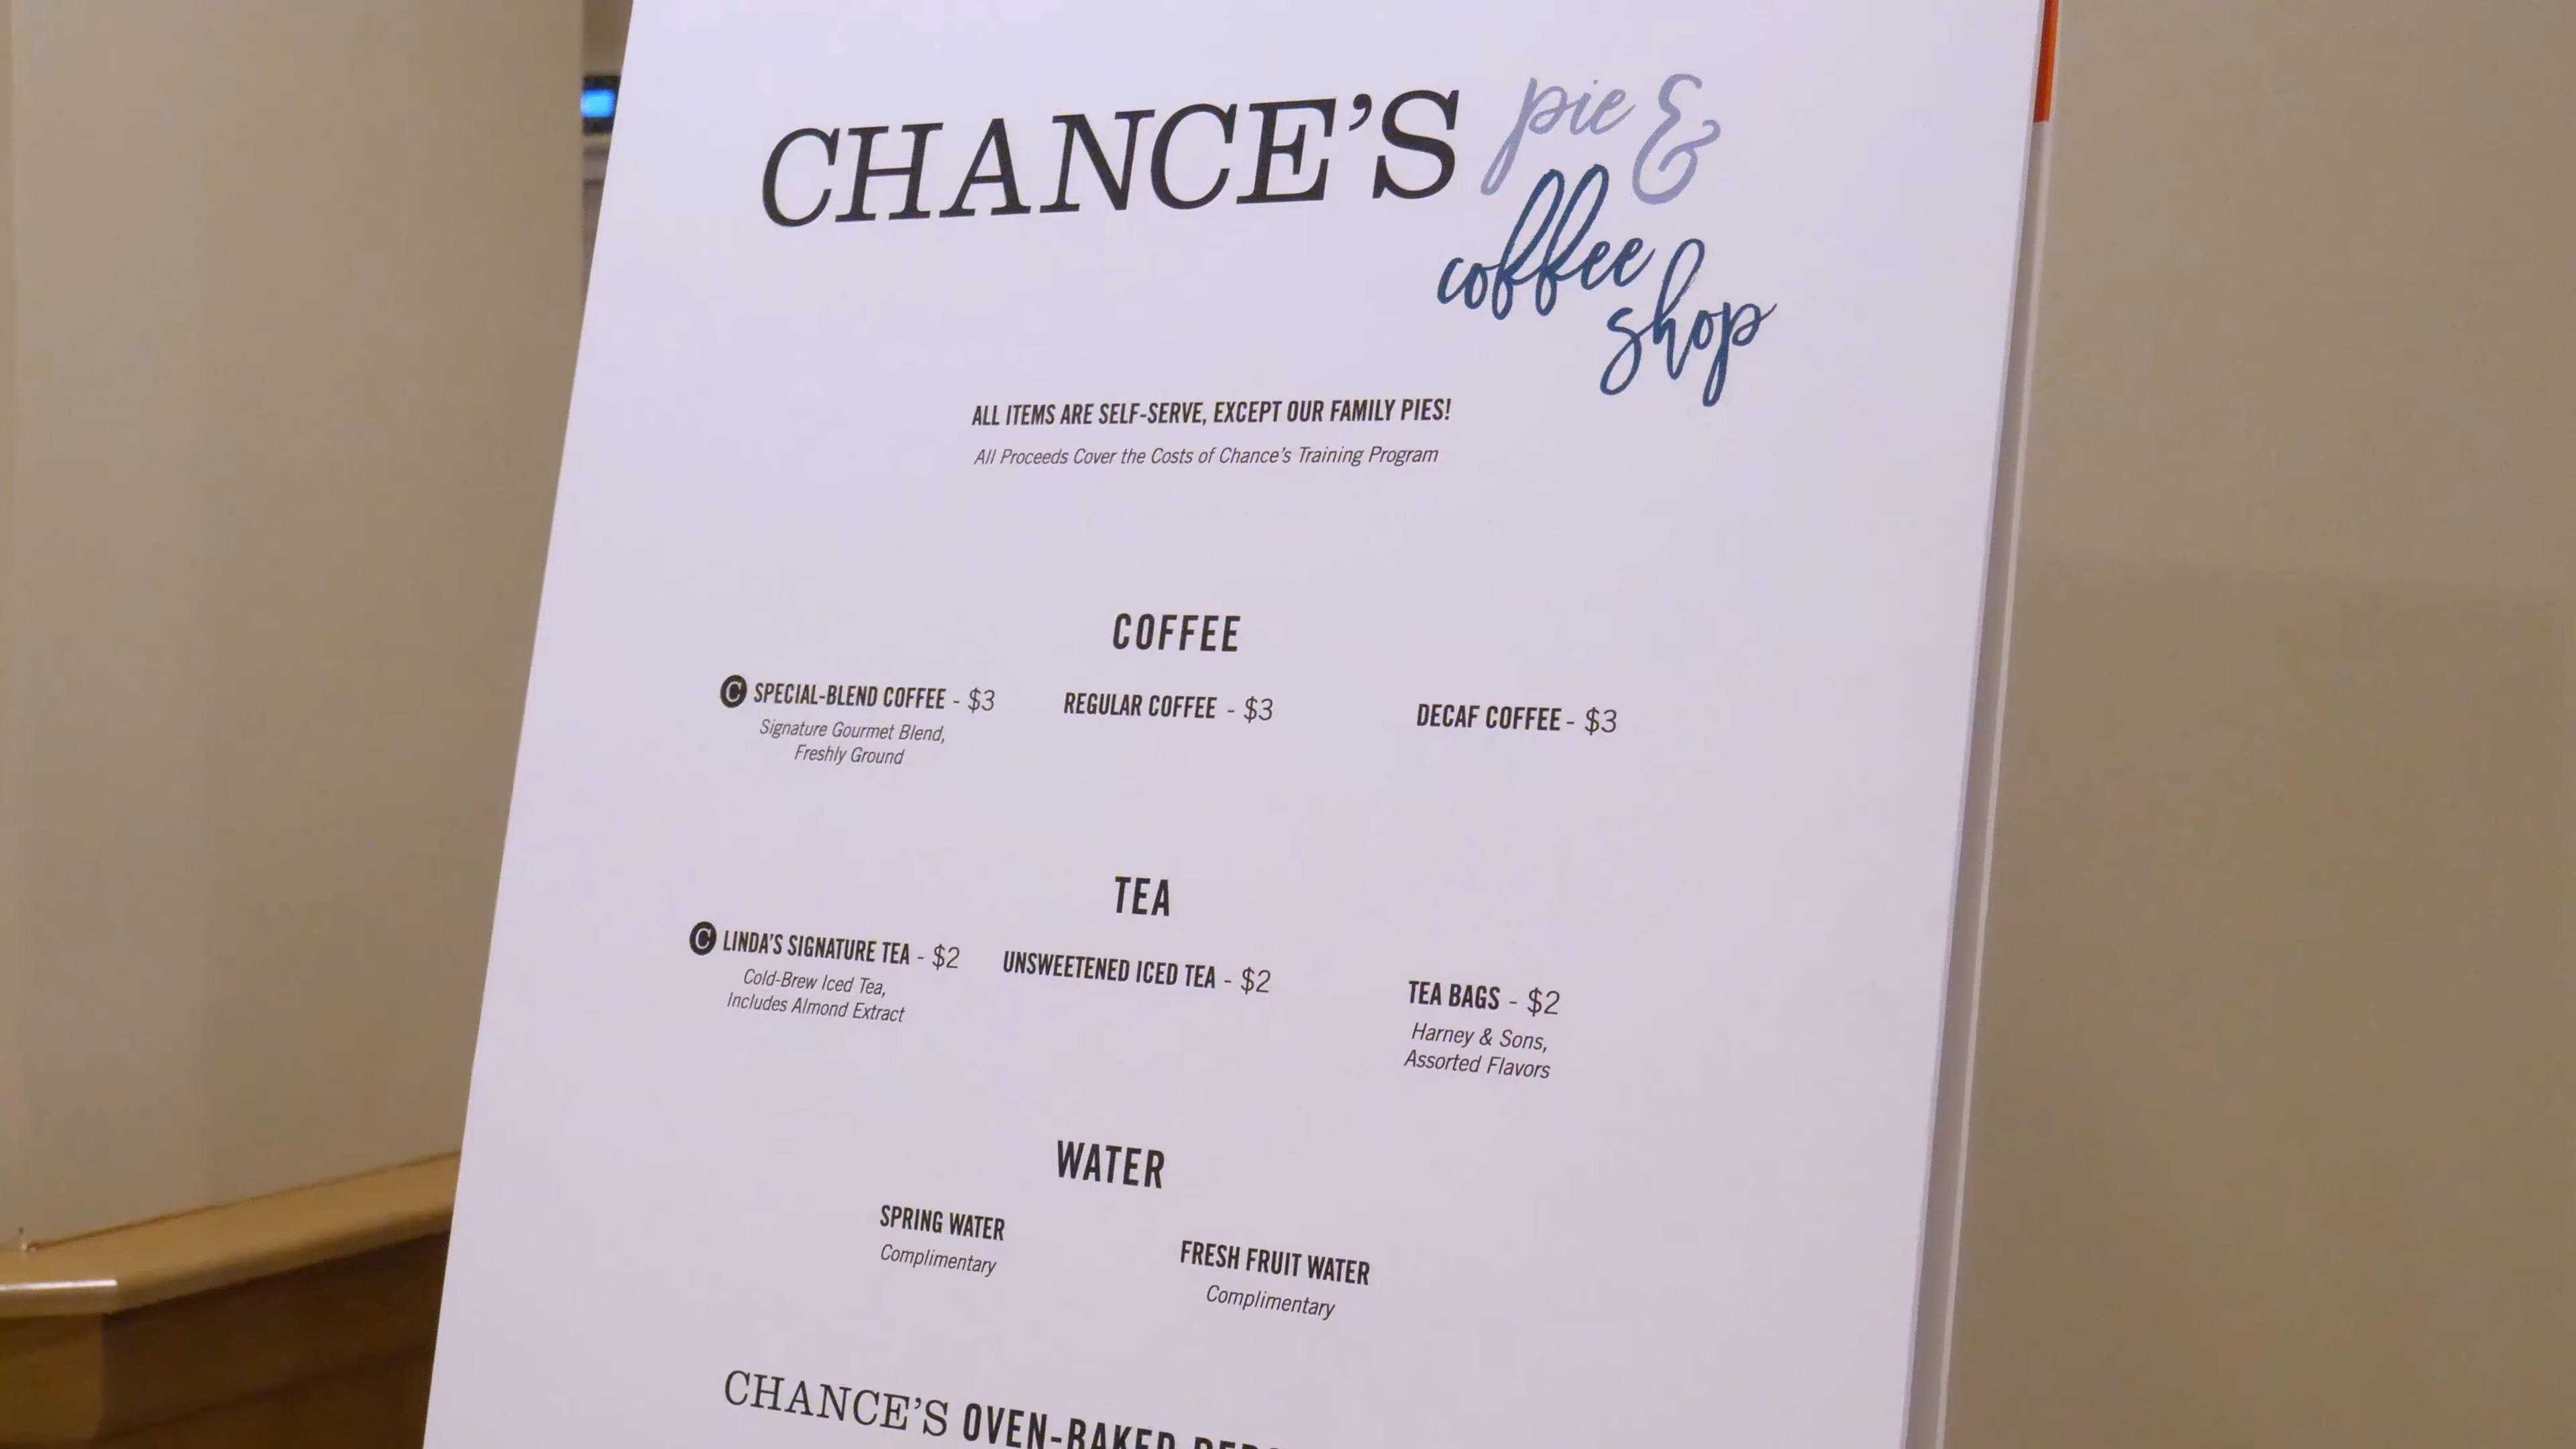 CHANCE'S pie &
coffee
shop
ALL ITEMS ARE SELF-SERVE, EXCEPT OUR FAMILY PIES!
All Proceeds Cover the Costs of Chance's Training Program
COFFEE
C SPECIAL-BLEND COFFEE - $3
Signature Gourmet Blend,
Freshly Ground
REGULAR COFFEE - $3
DECAF COFFEE - $3
TEA
C LINDA'S SIGNATURE TEA - $2
Cold-Brew Iced Tea,
Includes Almond Extract
UNSWEETENED ICED TEA - $2
TEA BAGS - $2
Harney & Sons,
Assorted Flavors
WATER
SPRING WATER
Complimentary
FRESH FRUIT WATER
Complimentary
CHANCE'S OVEN-BAKED